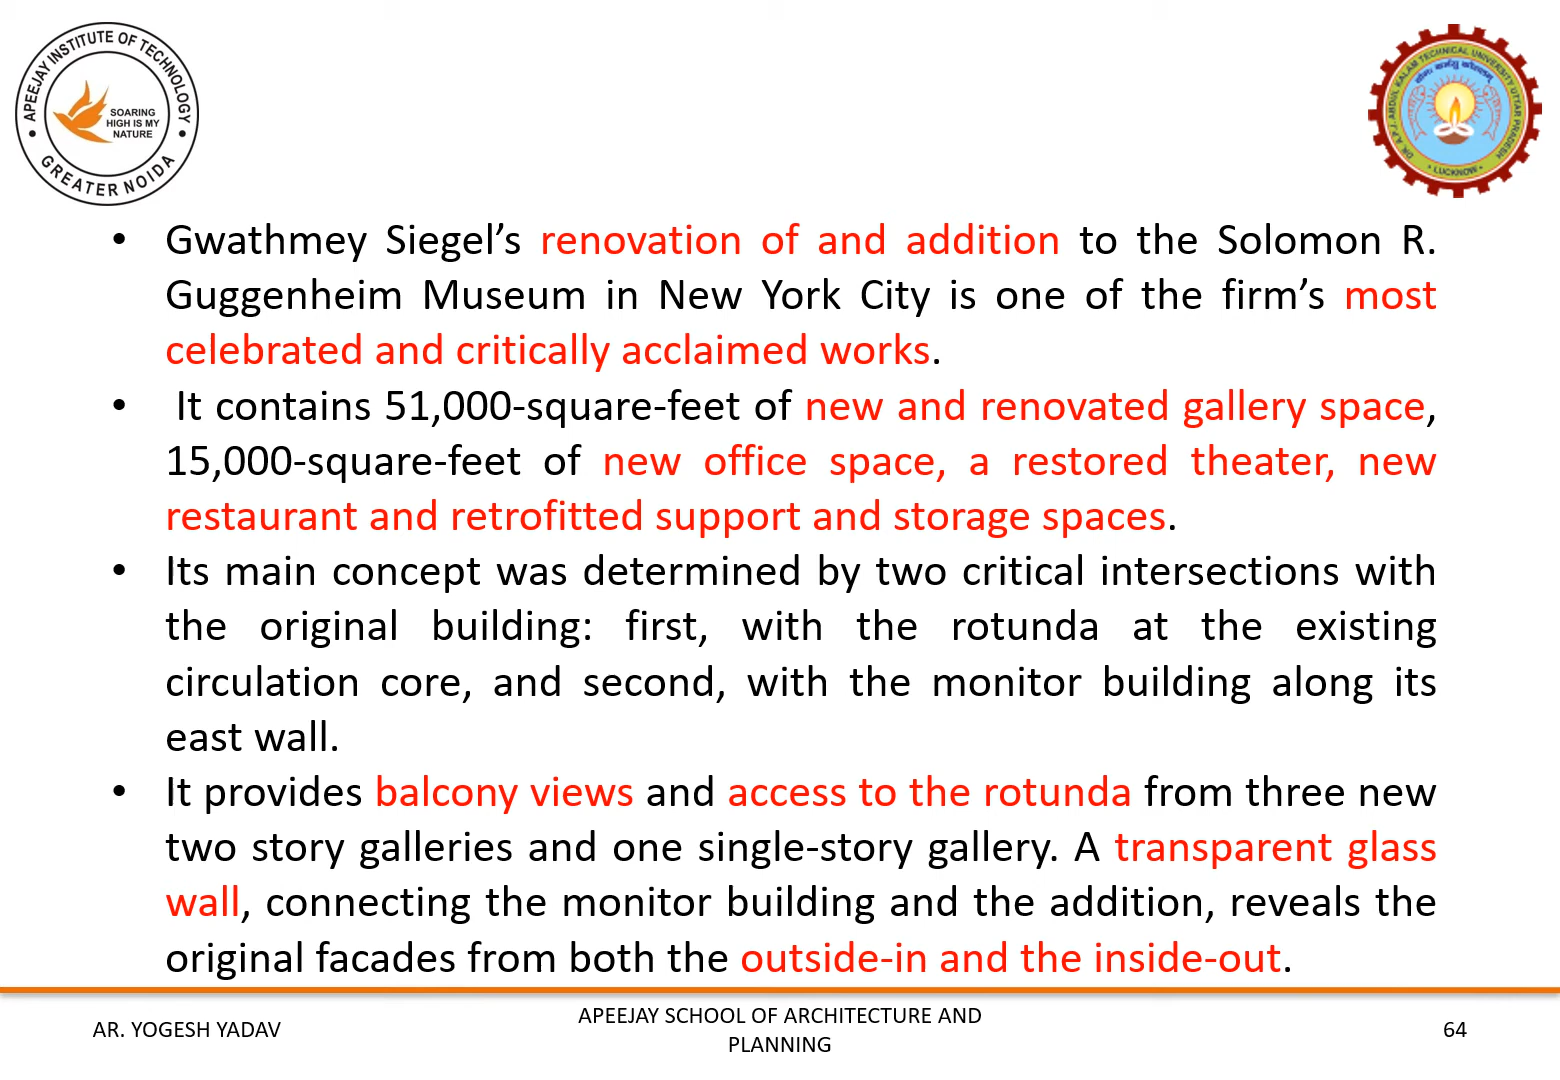 APEEJAY INSTITUTE OF TECHNOLOGY
SOARING
HIGH IS MY
NATURE
GREATER NOIDA
DR. A.P.J. ABDUL KALAM TECHNICAL UNIVERSITY UTTAR PRADESH
LUCKNOW
• Gwathmey Siegel’s renovation of and addition to the Solomon R.
Guggenheim Museum in New York City is one of the firm’s most
celebrated and critically acclaimed works.
• It contains 51,000-square-feet of new and renovated gallery space,
15,000-square-feet of new office space, a restored theater, new
restaurant and retrofitted support and storage spaces.
• Its main concept was determined by two critical intersections with
the original building: first, with the rotunda at the existing
circulation core, and second, with the monitor building along its
east wall.
• It provides balcony views and access to the rotunda from three new
two story galleries and one single-story gallery. A transparent glass
wall, connecting the monitor building and the addition, reveals the
original facades from both the outside-in and the inside-out.
AR. YOGESH YADAV
APEEJAY SCHOOL OF ARCHITECTURE AND
PLANNING
64